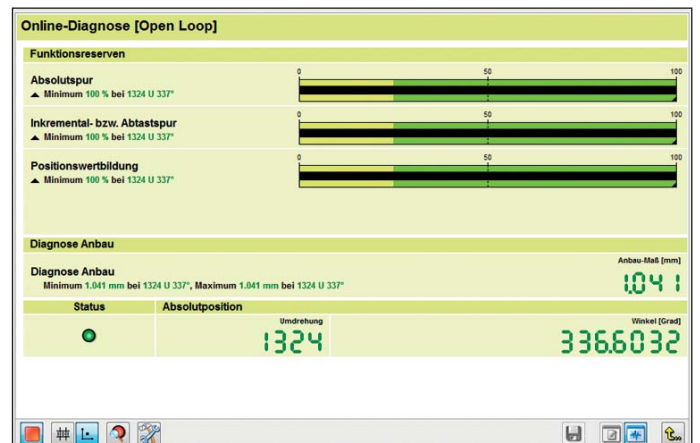 Online-Diagnose [Open Loop]
Funktionsreserven
Absolutspur
Minimum 100 % bei 1324 U 337°
0 50 100
Inkremental- bzw. Abtastspur
Minimum 100 % bei 1324 U 337°
0 50 100
Positionswertbildung
Minimum 100 % bei 1324 U 337°
0 50 100
Diagnose Anbau
Diagnose Anbau
Minimum 1.041 mm bei 1324 U 337°, Maximum 1.041 mm bei 1324 U 337°
Anbau-Maß [mm]
1.041
Status Absolutposition
Umdrehung
1324
Winkel [Grad]
336.6032